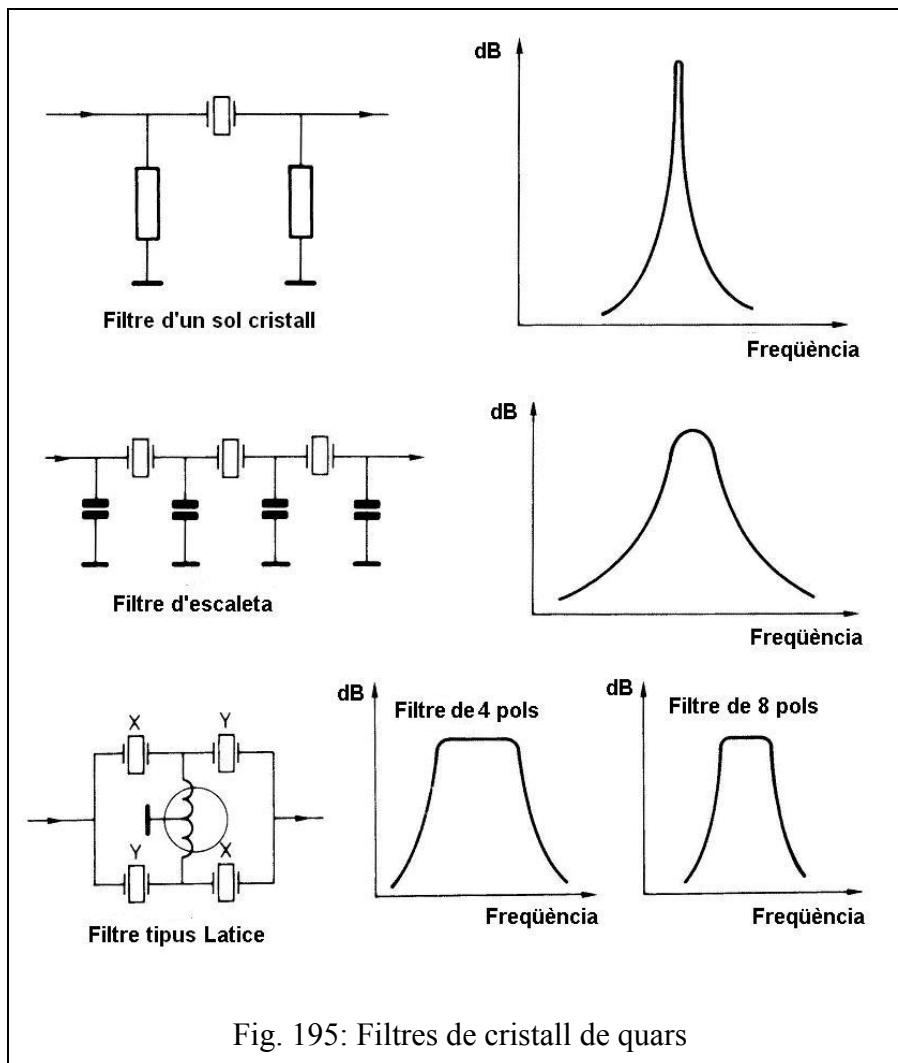 dB
Filtre d'un sol cristall
Freqüència
dB
Filtre d'escaleta
Freqüència
X
Y
Y
X
Filtre tipus Latice
dB
Filtre de 4 pols
Freqüència
dB
Filtre de 8 pols
Freqüència
Fig. 195: Filtres de cristall de quars